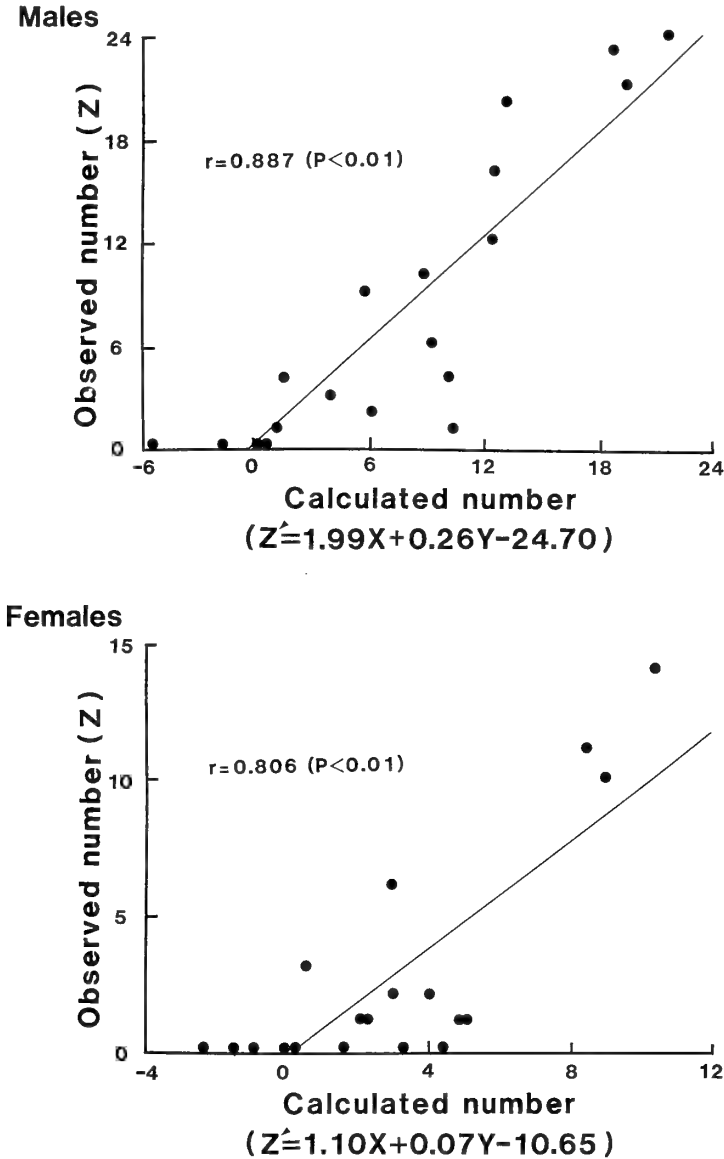 Males
24
18
12
6
0
Observed number (Z)
r=0.887 (P<0.01)
-6 0 6 12 18 24
Calculated number
(Ź=1.99X+0.26Y-24.70)
Females
15
10
5
0
Observed number (Z)
r=0.806 (P<0.01)
-4 0 4 8 12
Calculated number
(Ź=1.10X+0.07Y-10.65)